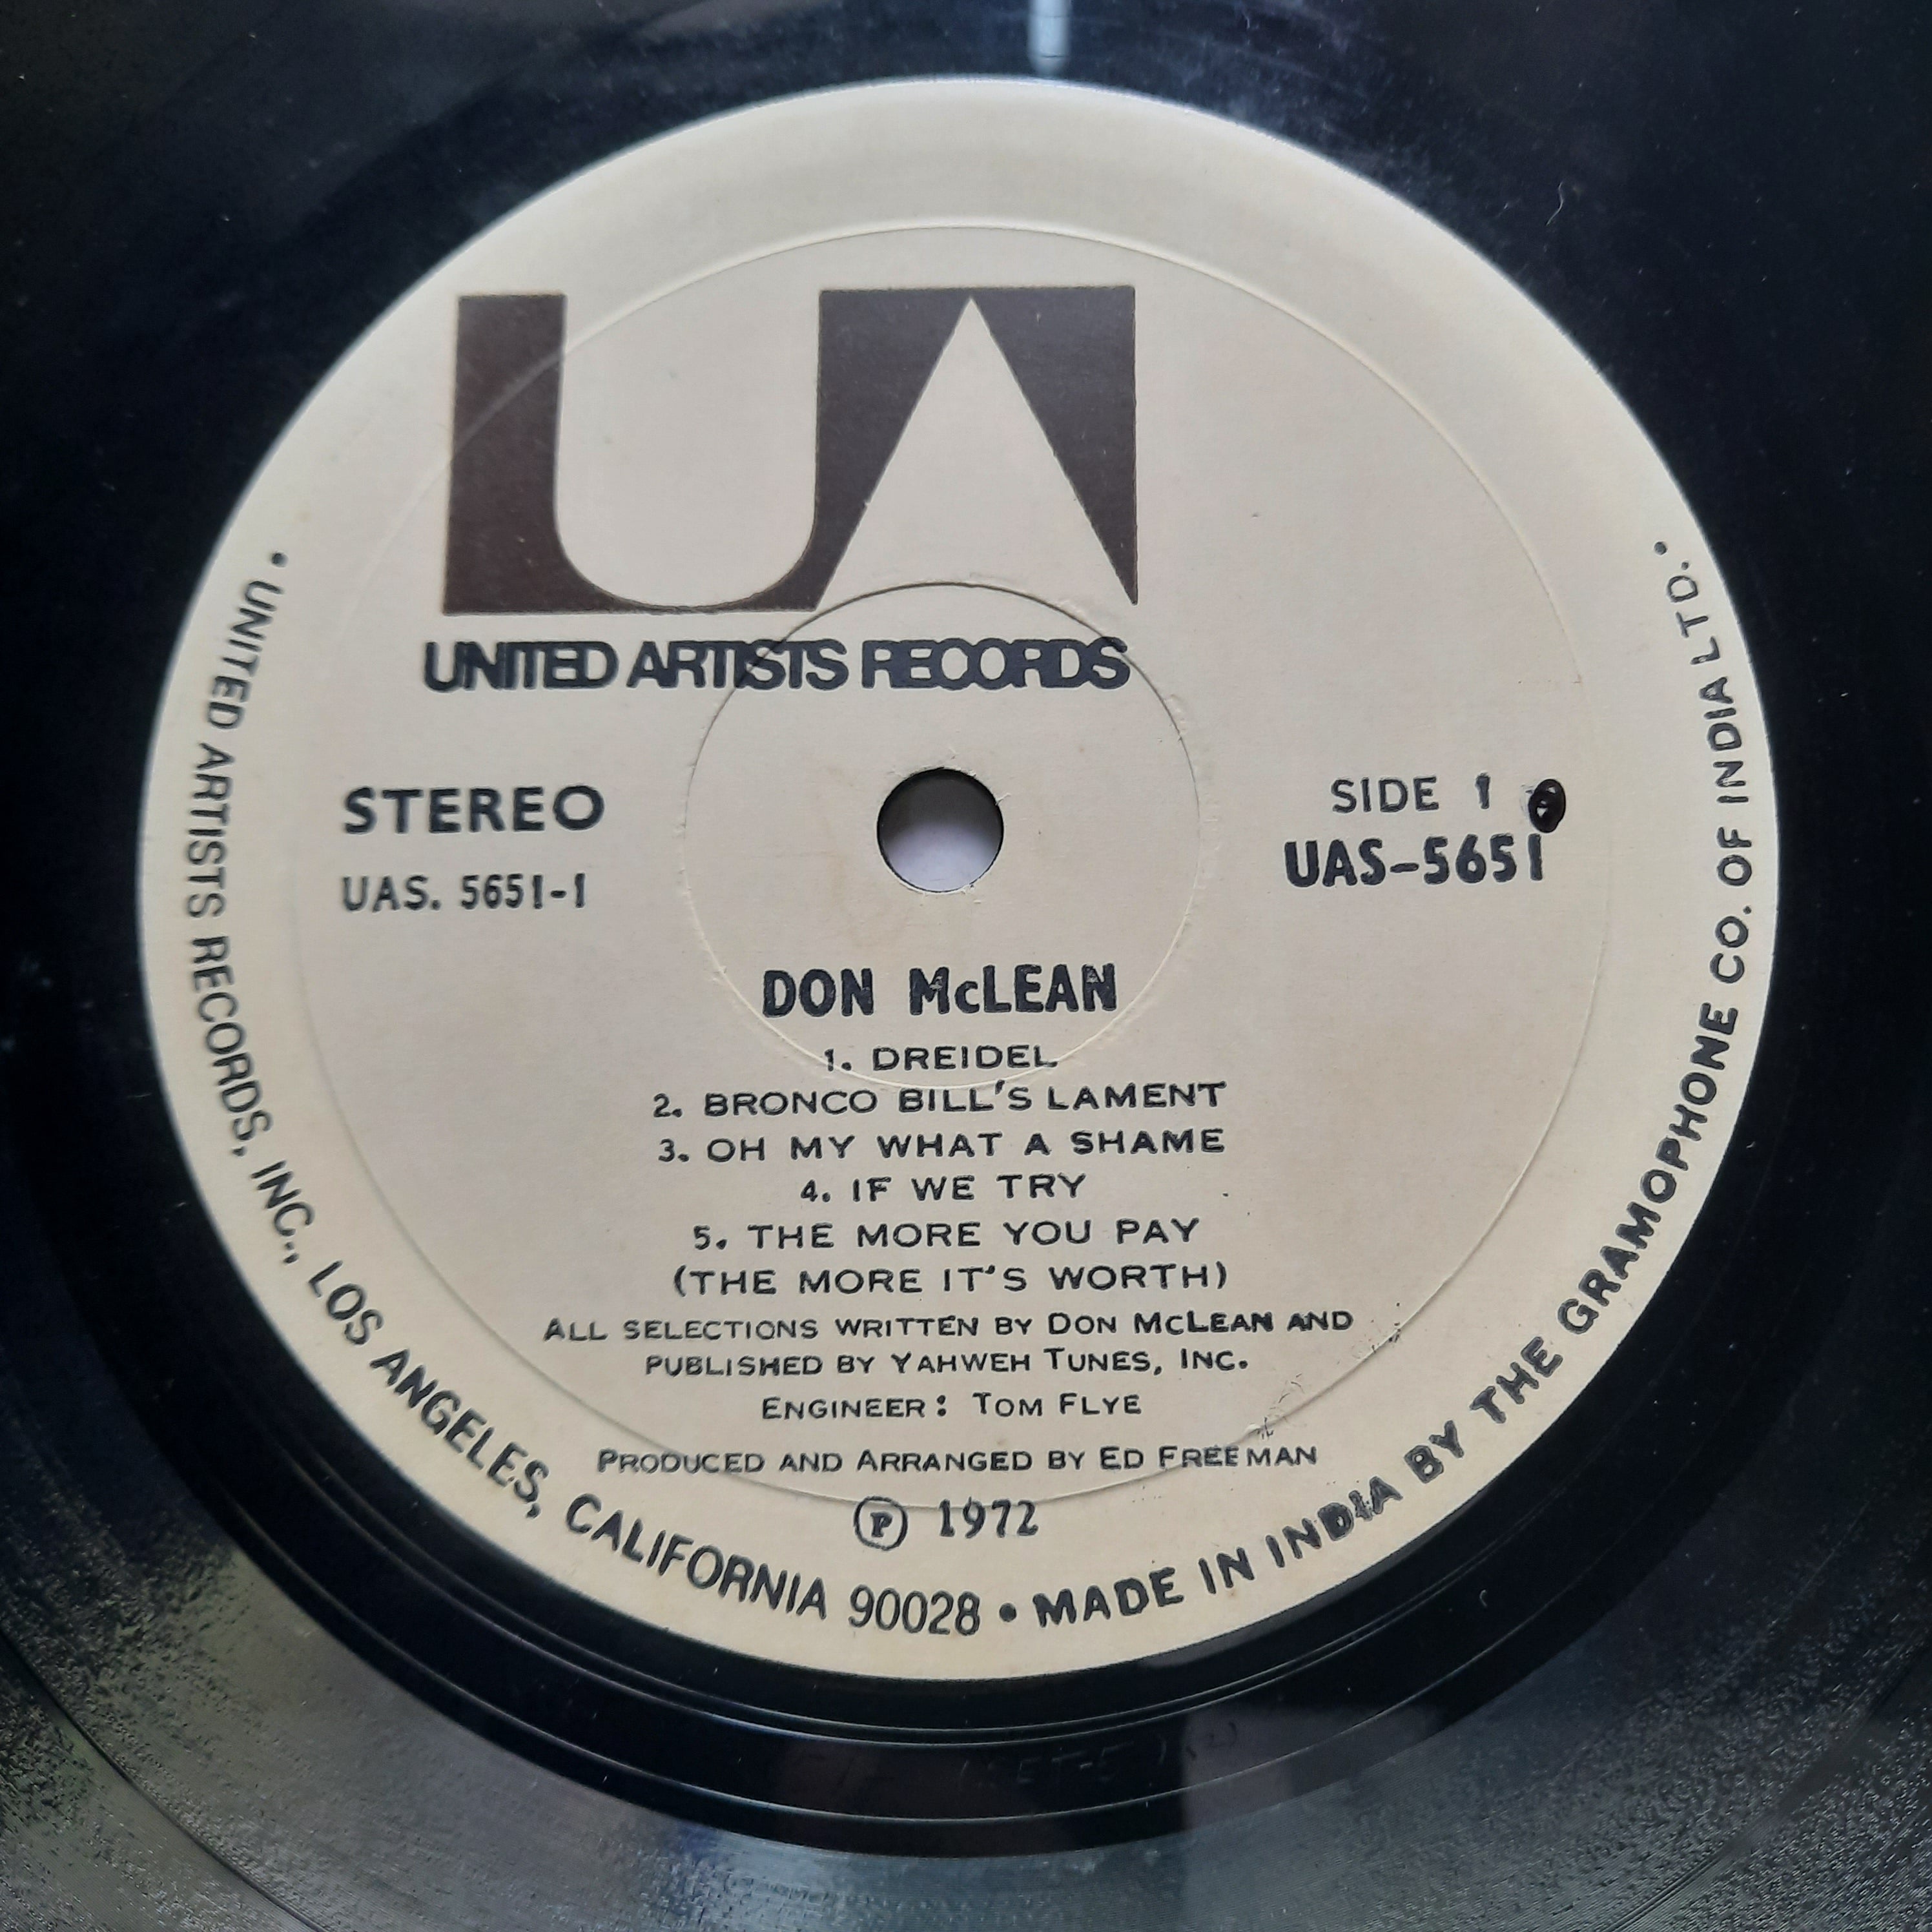 UA
UNITED ARTISTS RECORDS
STEREO
UAS. 5651-1
SIDE 1
UAS-5651
DON McLEAN
1. DREIDEL
2. BRONCO BILL'S LAMENT
3. OH MY WHAT A SHAME
4. IF WE TRY
5. THE MORE YOU PAY
(THE MORE IT'S WORTH)
ALL SELECTIONS WRITTEN BY DON McLEAN AND
PUBLISHED BY YAHWEH TUNES, INC.
ENGINEER: TOM FLYE
PRODUCED AND ARRANGED BY ED FREEMAN
Ⓟ 1972
• UNITED ARTISTS RECORDS, INC., LOS ANGELES, CALIFORNIA 90028 • MADE IN INDIA BY THE GRAMOPHONE CO. OF INDIA LTD. •